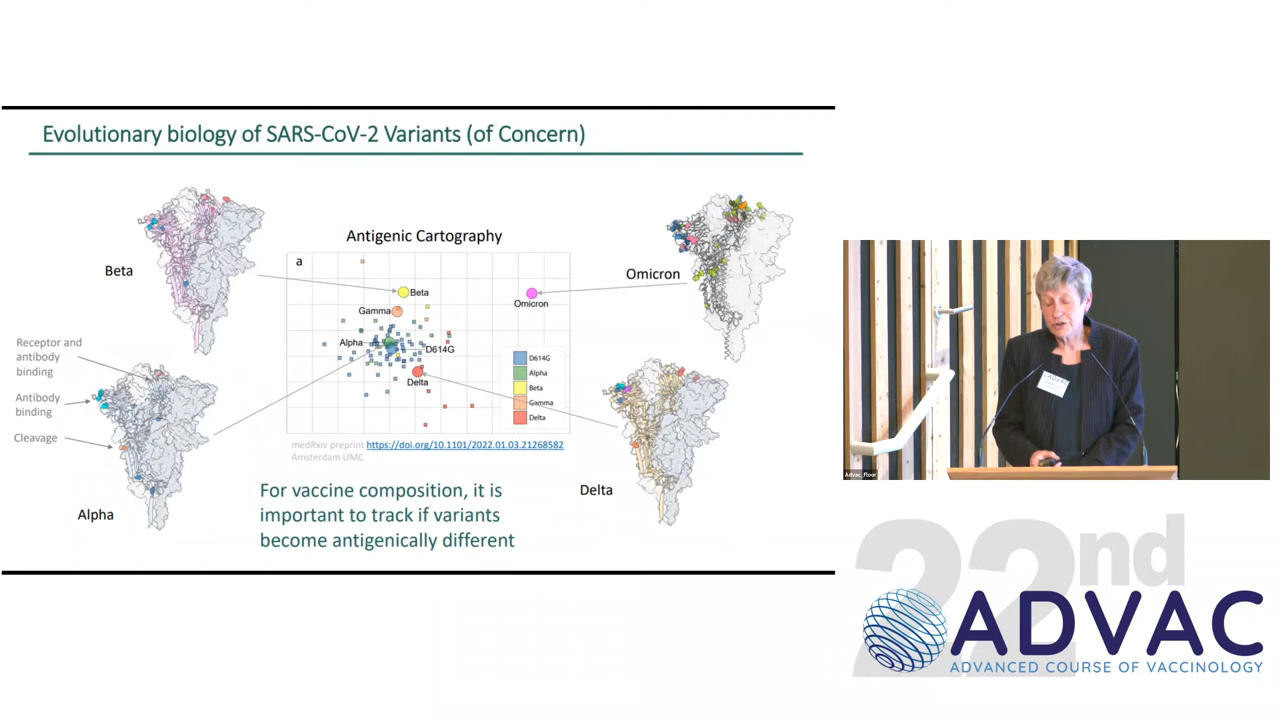 Evolutionary biology of SARS-CoV-2 Variants (of Concern)
Antigenic Cartography
Beta
a
Beta
Gamma
Alpha
D614G
Delta
Omicron
D614G
Alpha
Beta
Gamma
Delta
Omicron
Receptor and
antibody
binding
Antibody
binding
Cleavage
Alpha
Delta
medRxiv preprint https://doi.org/10.1101/2022.01.03.21268582
Amsterdam UMC
For vaccine composition, it is
important to track if variants
become antigenically different
ADVAC
Advac_Floor
22nd
ADVAC
ADVANCED COURSE OF VACCINOLOGY